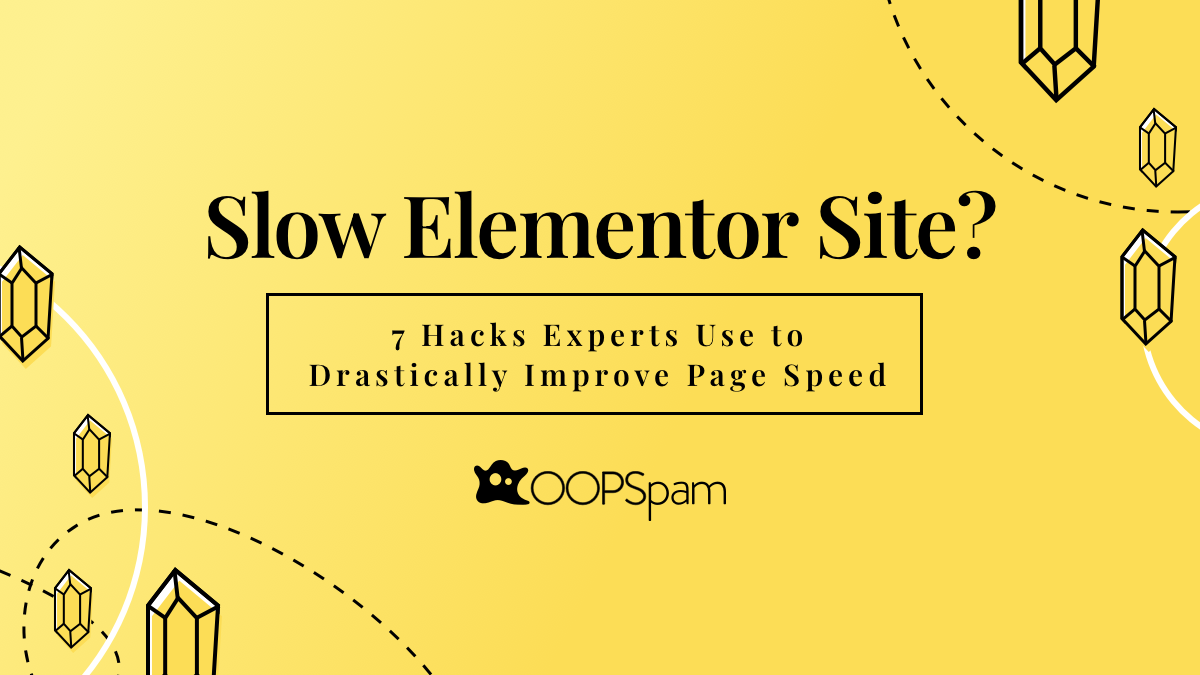 Slow Elementor Site?
7 Hacks Experts Use to
Drastically Improve Page Speed
OOPSpam